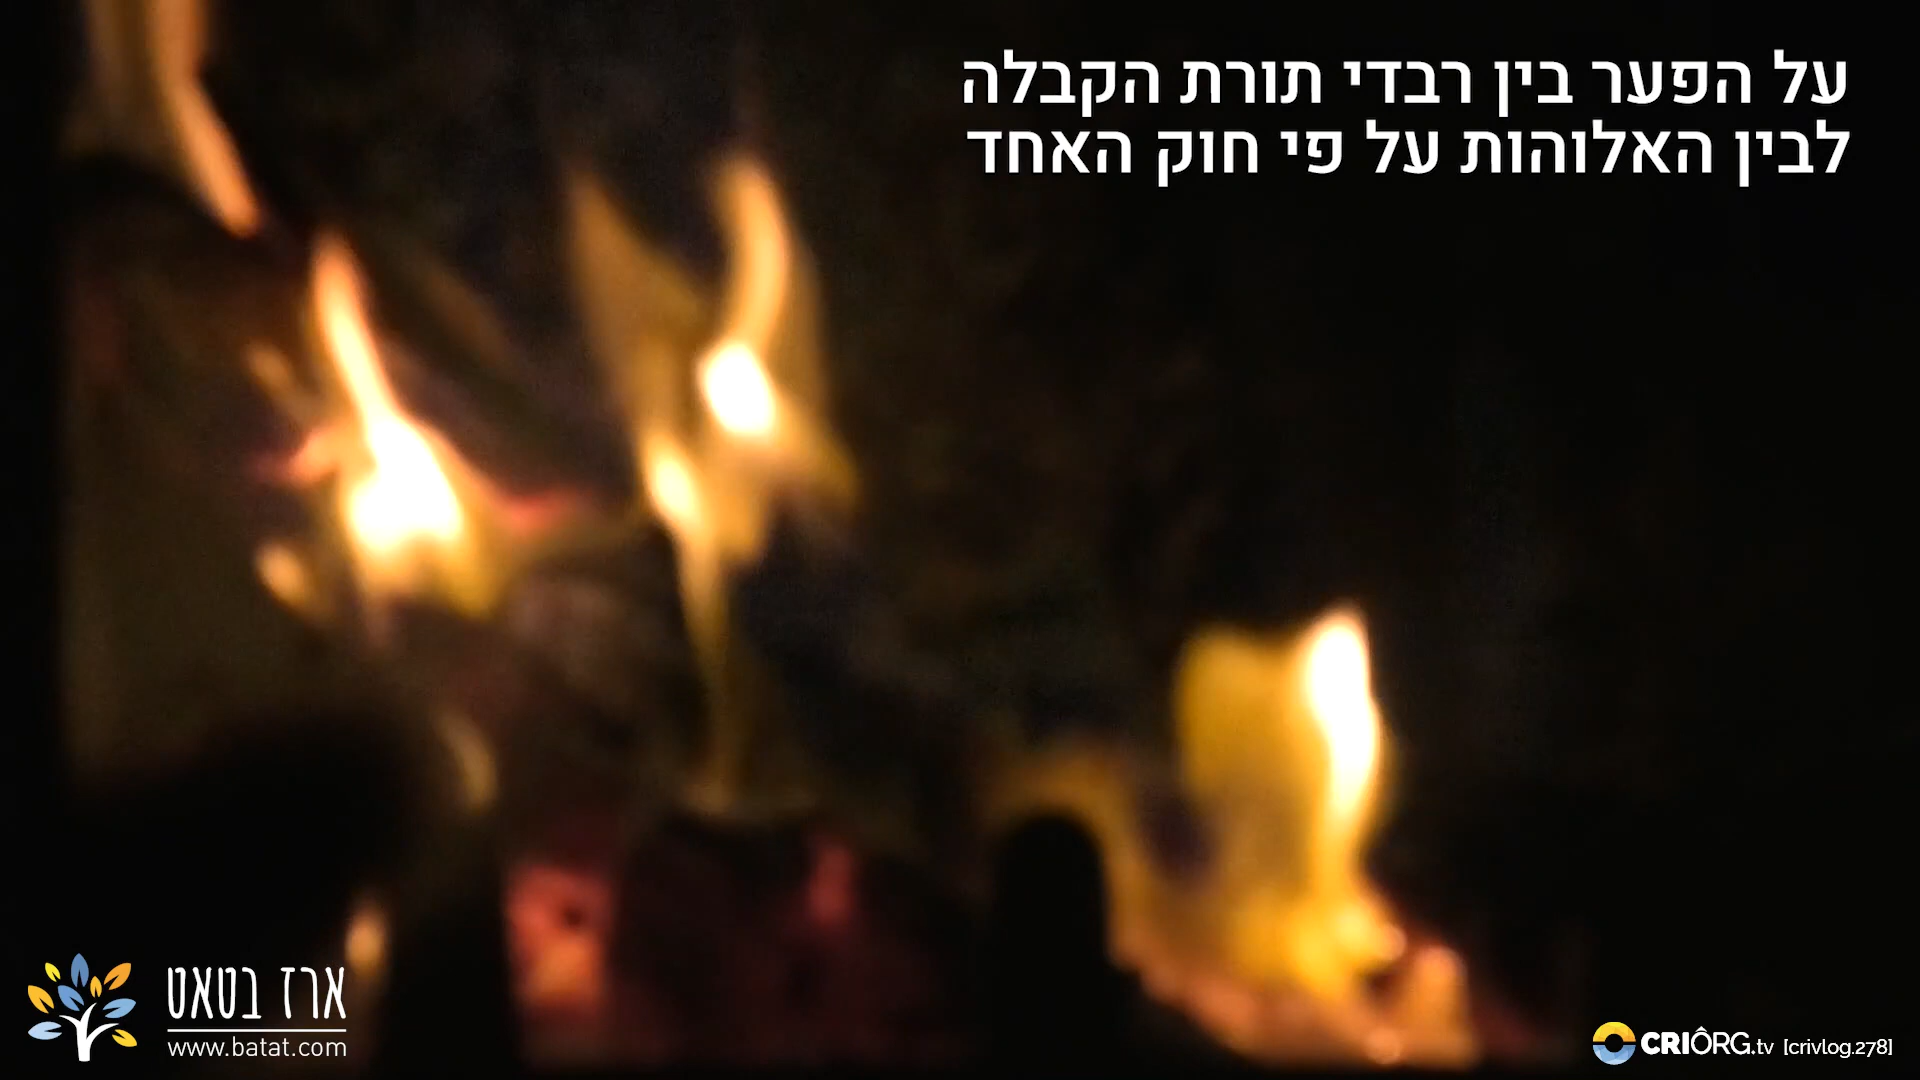 על הפער בין רבדי תורת הקבלה
לבין האלוהות על פי חוק האחד
ארז בטאט
www.batat.com
CRIÔRG.tv [crivlog.278]